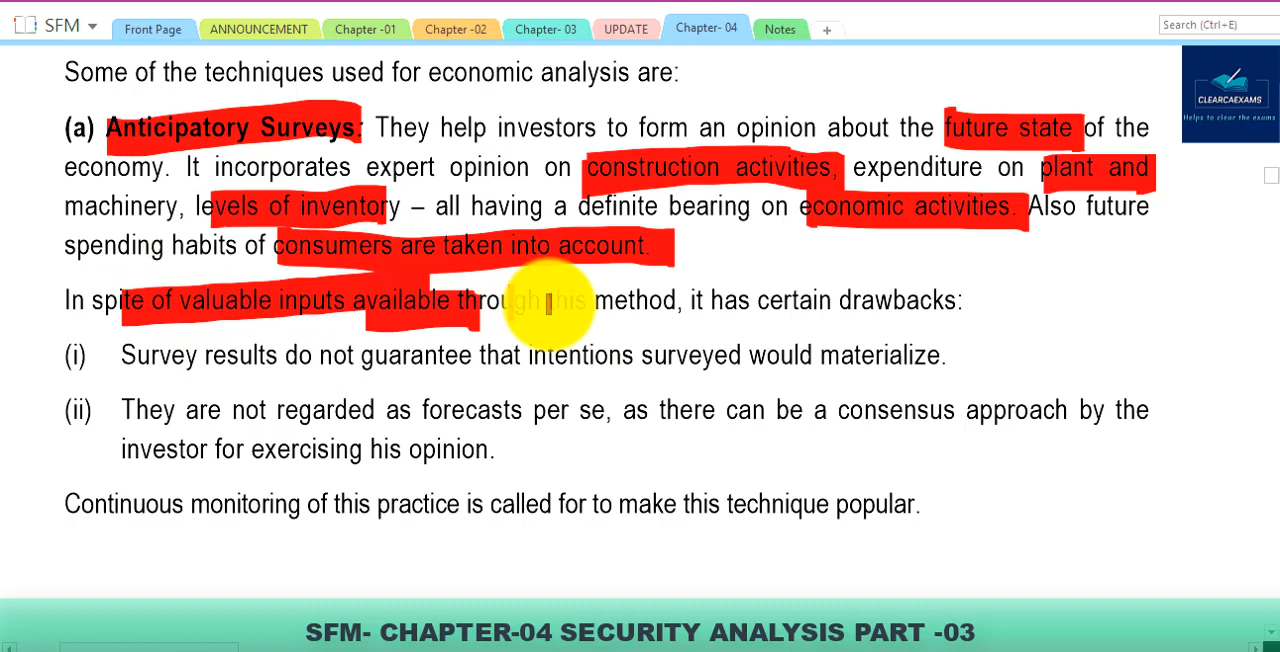 SFM
Front Page
ANNOUNCEMENT
Chapter -01
Chapter -02
Chapter- 03
UPDATE
Chapter- 04
Notes
+
Search (Ctrl+E)
CLEARCAEXAMS
Helps to clear the exams
Some of the techniques used for economic analysis are:
(a) Anticipatory Surveys: They help investors to form an opinion about the future state of the
economy. It incorporates expert opinion on construction activities, expenditure on plant and
machinery, levels of inventory – all having a definite bearing on economic activities. Also future
spending habits of consumers are taken into account.
In spite of valuable inputs available through this method, it has certain drawbacks:
(i) Survey results do not guarantee that intentions surveyed would materialize.
(ii) They are not regarded as forecasts per se, as there can be a consensus approach by the
investor for exercising his opinion.
Continuous monitoring of this practice is called for to make this technique popular.
SFM- CHAPTER-04 SECURITY ANALYSIS PART -03